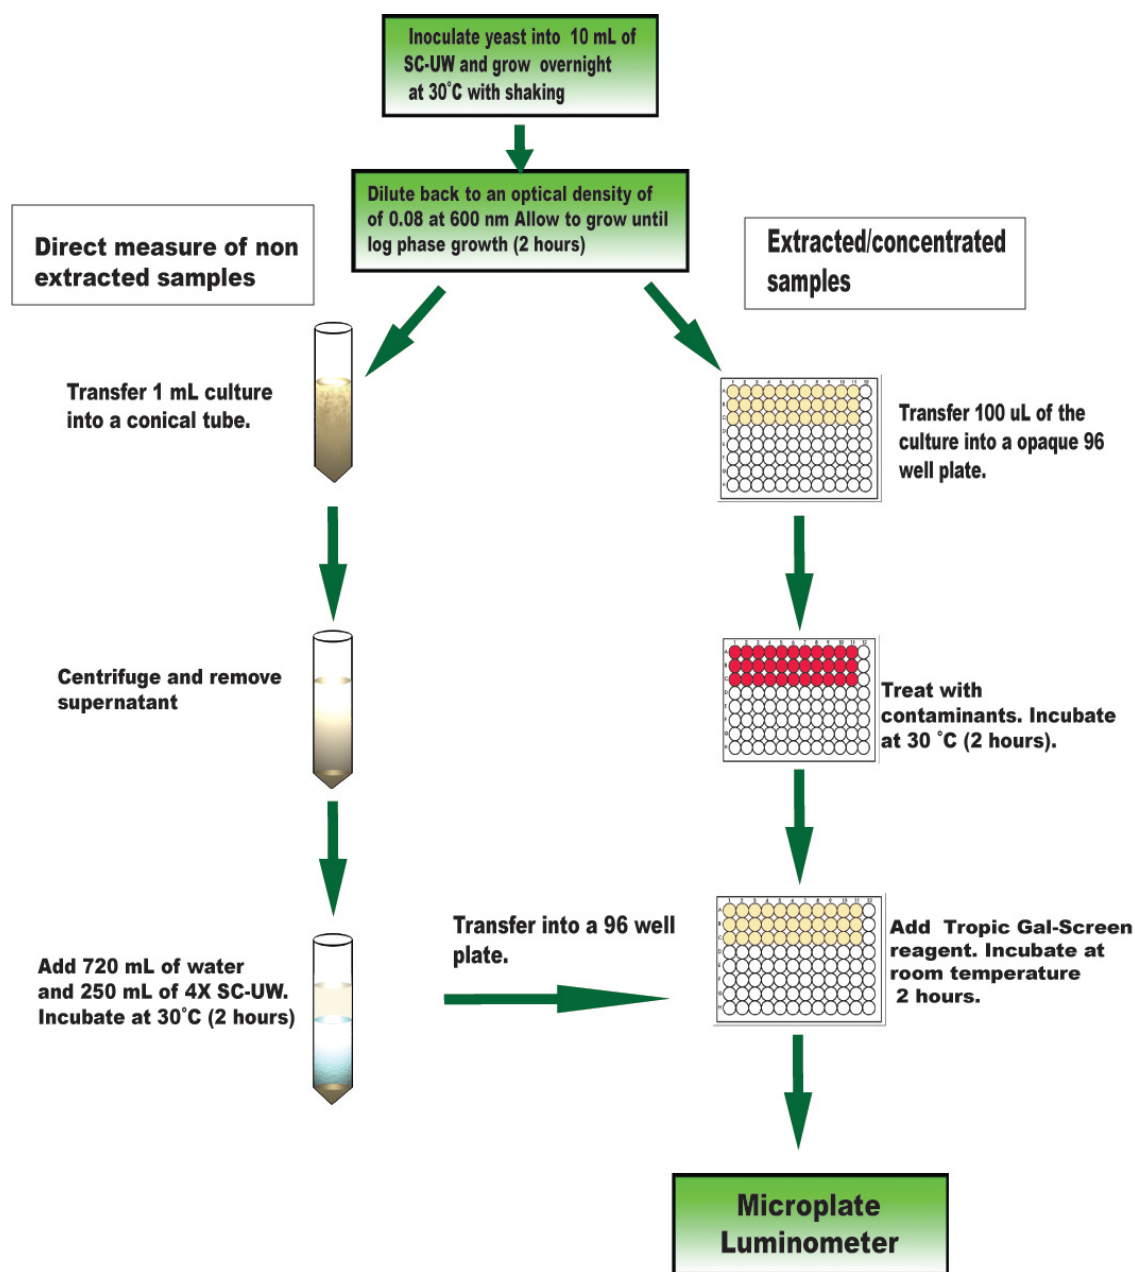 Inoculate yeast into 10 mL of
SC-UW and grow overnight
at 30°C with shaking
Dilute back to an optical density of
of 0.08 at 600 nm Allow to grow until
log phase growth (2 hours)
Direct measure of non
extracted samples
Extracted/concentrated
samples
Transfer 1 mL culture
into a conical tube.
Transfer 100 uL of the
culture into a opaque 96
well plate.
Centrifuge and remove
supernatant
Treat with
contaminants. Incubate
at 30 °C (2 hours).
Add 720 mL of water
and 250 mL of 4X SC-UW.
Incubate at 30°C (2 hours)
Transfer into a 96 well
plate.
Add Tropic Gal-Screen
reagent. Incubate at
room temperature
2 hours.
Microplate
Luminometer